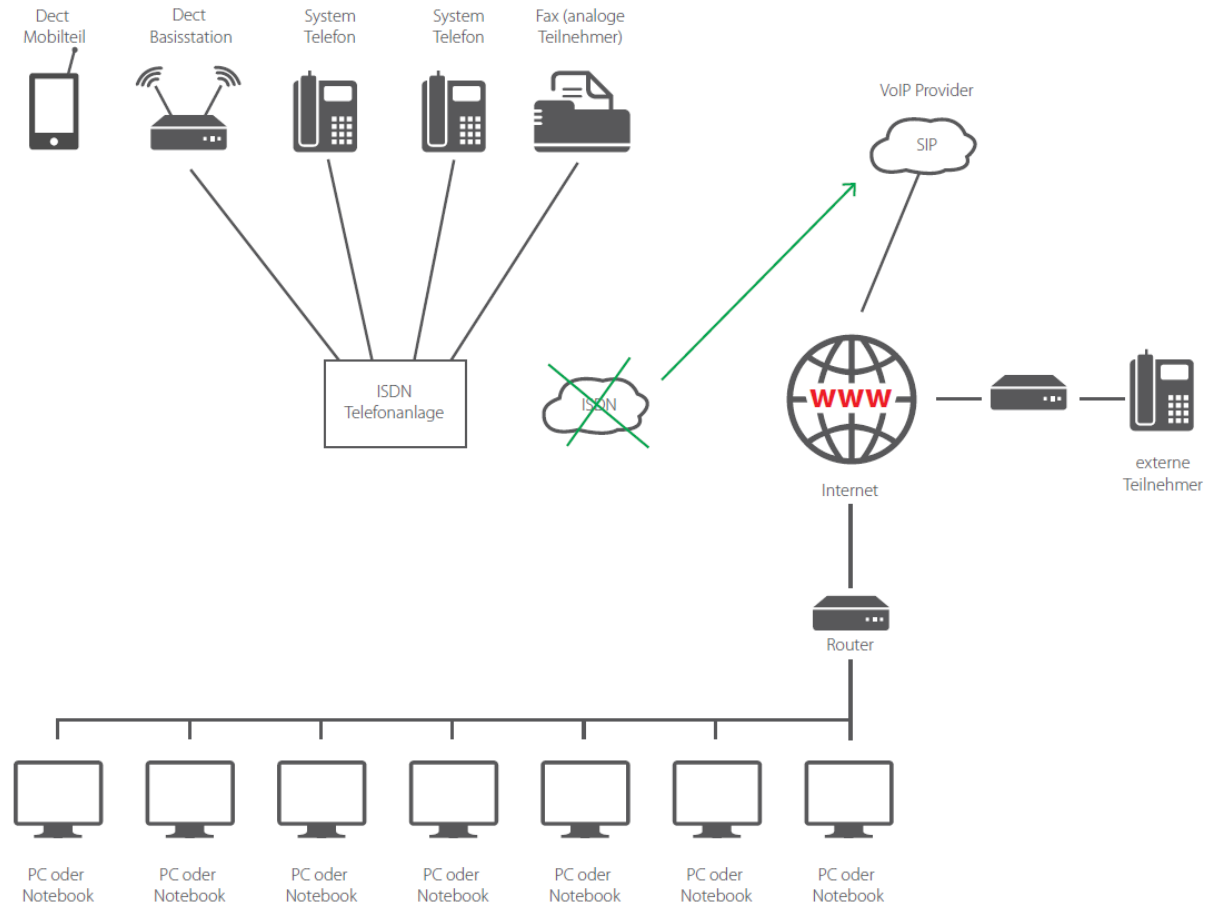 Dect
Mobilteil
Dect
Basisstation
System
Telefon
System
Telefon
Fax (analoge
Teilnehmer)
VoIP Provider
SIP
ISDN
Telefonanlage
ISDN
WWW
externe
Teilnehmer
Internet
Router
PC oder
Notebook
PC oder
Notebook
PC oder
Notebook
PC oder
Notebook
PC oder
Notebook
PC oder
Notebook
PC oder
Notebook